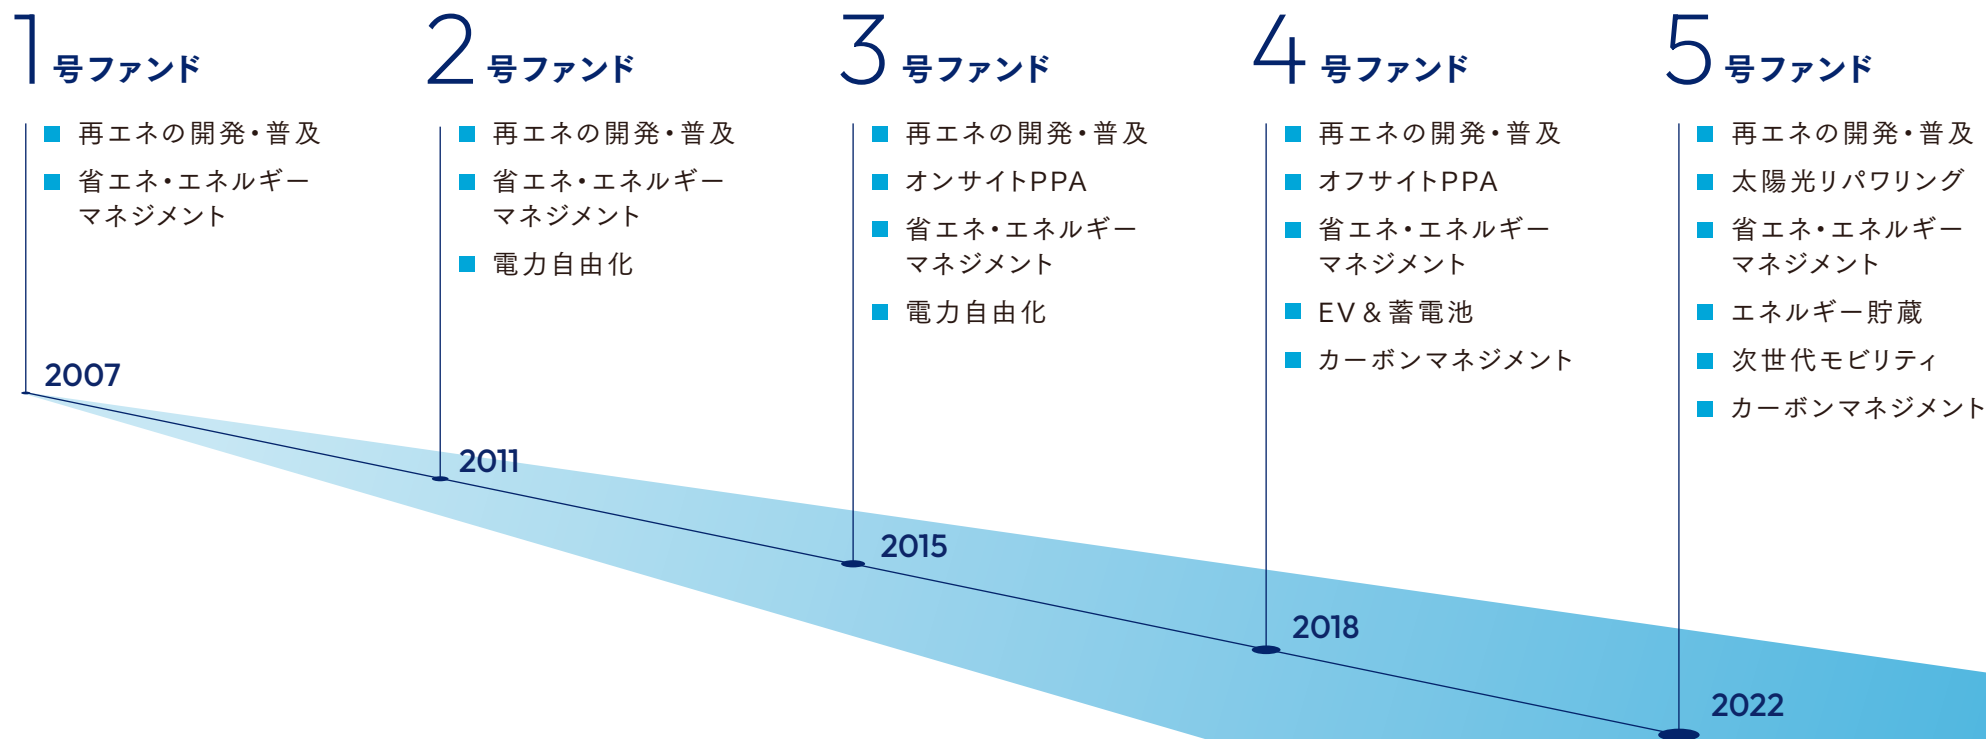 1号ファンド
再エネの開発・普及
省エネ・エネルギー
マネジメント
2007
2号ファンド
再エネの開発・普及
省エネ・エネルギー
マネジメント
電力自由化
2011
3号ファンド
再エネの開発・普及
オンサイトPPA
省エネ・エネルギー
マネジメント
電力自由化
2015
4号ファンド
再エネの開発・普及
オフサイトPPA
省エネ・エネルギー
マネジメント
EV & 蓄電池
カーボンマネジメント
2018
5号ファンド
再エネの開発・普及
太陽光リパワリング
省エネ・エネルギー
マネジメント
エネルギー貯蔵
次世代モビリティ
カーボンマネジメント
2022